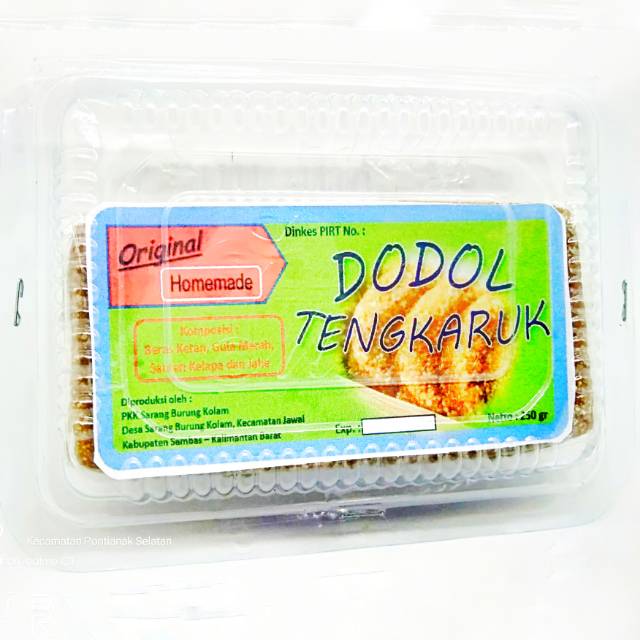 Original
Homemade
Dinkes PIRT No. :
DODOL
TENGKARUK
Komposisi :
Beras Ketan, Gula Merah,
Santan Kelapa dan Jahe
Diproduksi oleh :
PKK Sarang Burung Kolam
Desa Sarang Burung Kolam, Kecamatan Jawai
Kabupaten Sambas – Kalimantan Barat
Exp. :
Netto : 250 gr
Kecamatan Pontianak Selatan